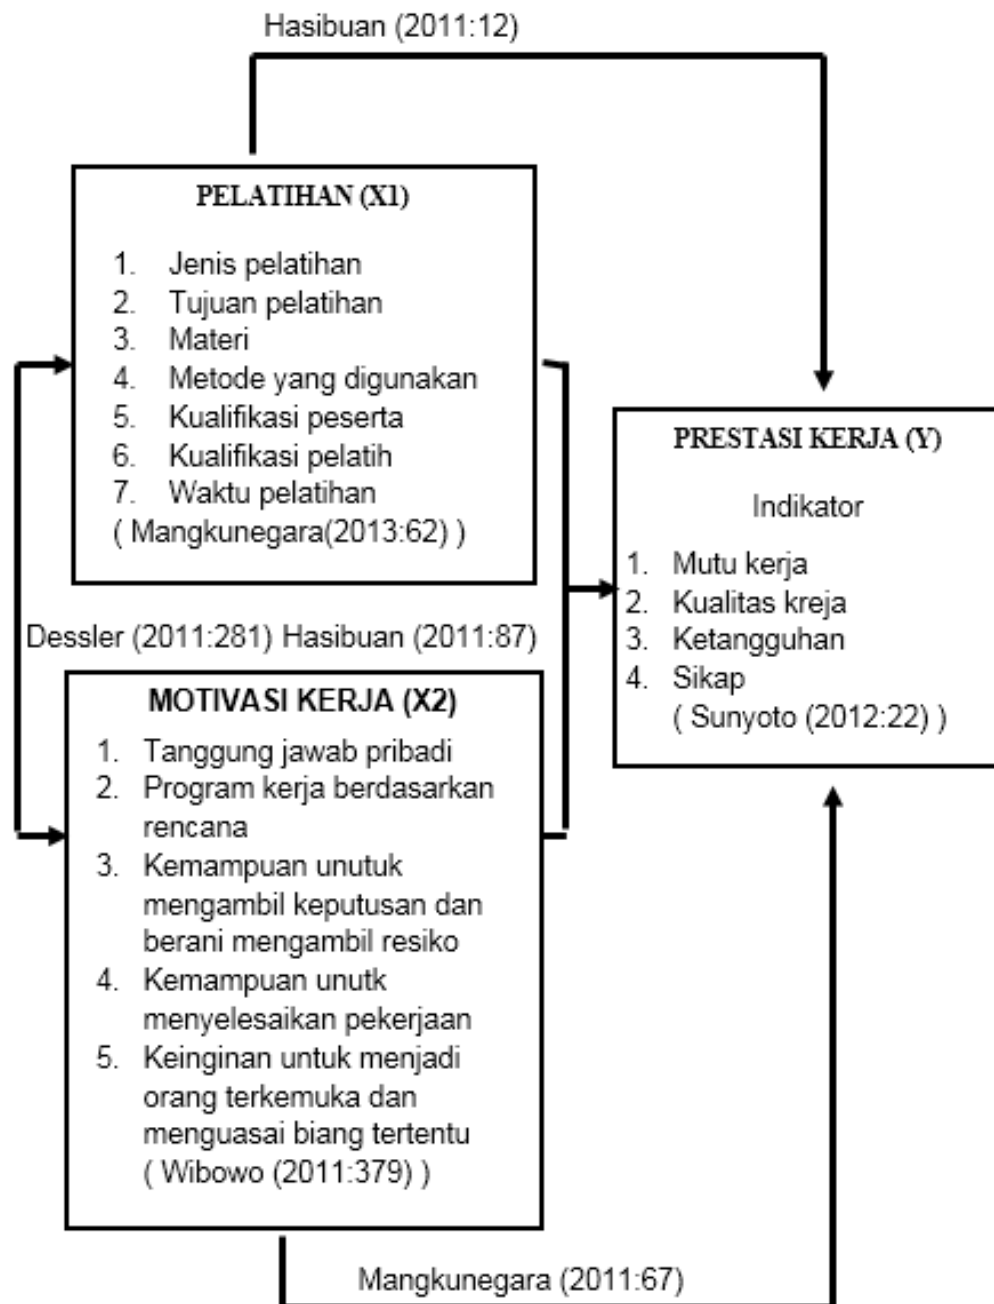 Hasibuan (2011:12)
PELATIHAN (X1)
1. Jenis pelatihan
2. Tujuan pelatihan
3. Materi
4. Metode yang digunakan
5. Kualifikasi peserta
6. Kualifikasi pelatih
7. Waktu pelatihan
( Mangkunegara(2013:62) )
PRESTASI KERJA (Y)
Indikator
1. Mutu kerja
2. Kualitas kreja
3. Ketangguhan
4. Sikap
( Sunyoto (2012:22) )
Dessler (2011:281) Hasibuan (2011:87)
MOTIVASI KERJA (X2)
1. Tanggung jawab pribadi
2. Program kerja berdasarkan
rencana
3. Kemampuan unutuk
mengambil keputusan dan
berani mengambil resiko
4. Kemampuan unutk
menyelesaikan pekerjaan
5. Keinginan untuk menjadi
orang terkemuka dan
menguasai biang tertentu
( Wibowo (2011:379) )
Mangkunegara (2011:67)